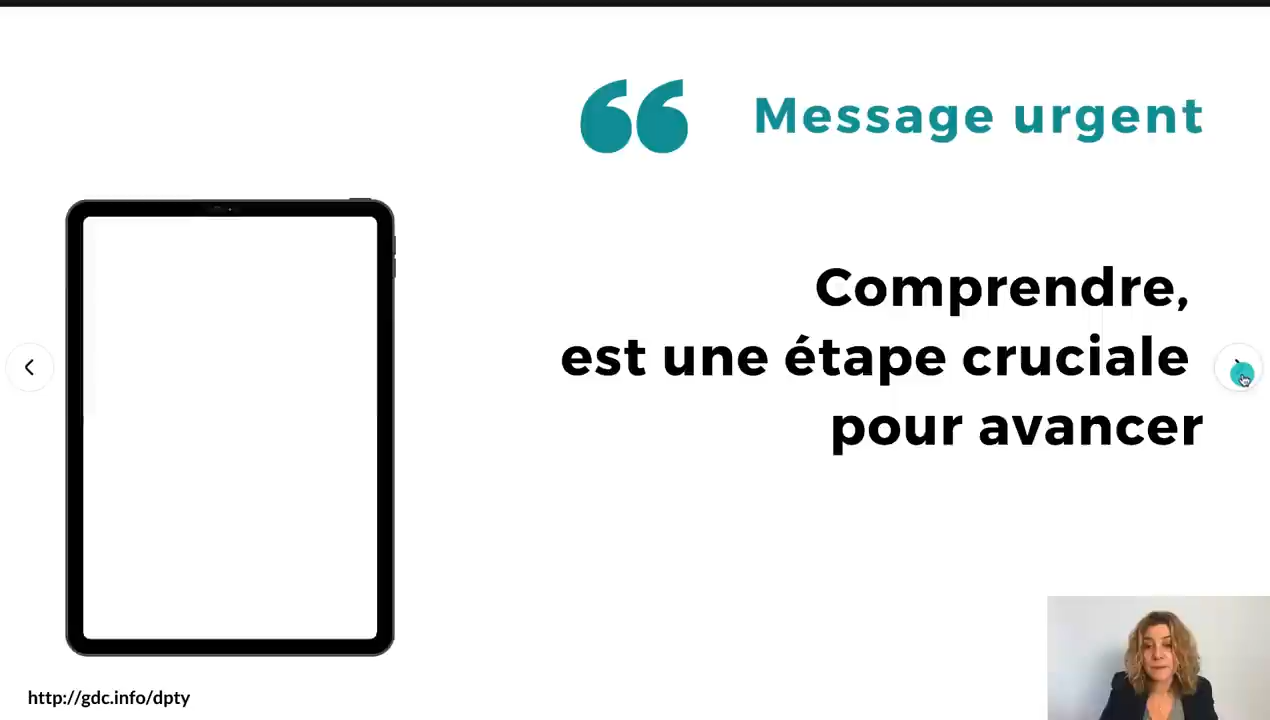 Message urgent
Comprendre,
est une étape cruciale
pour avancer
http://gdc.info/dpty